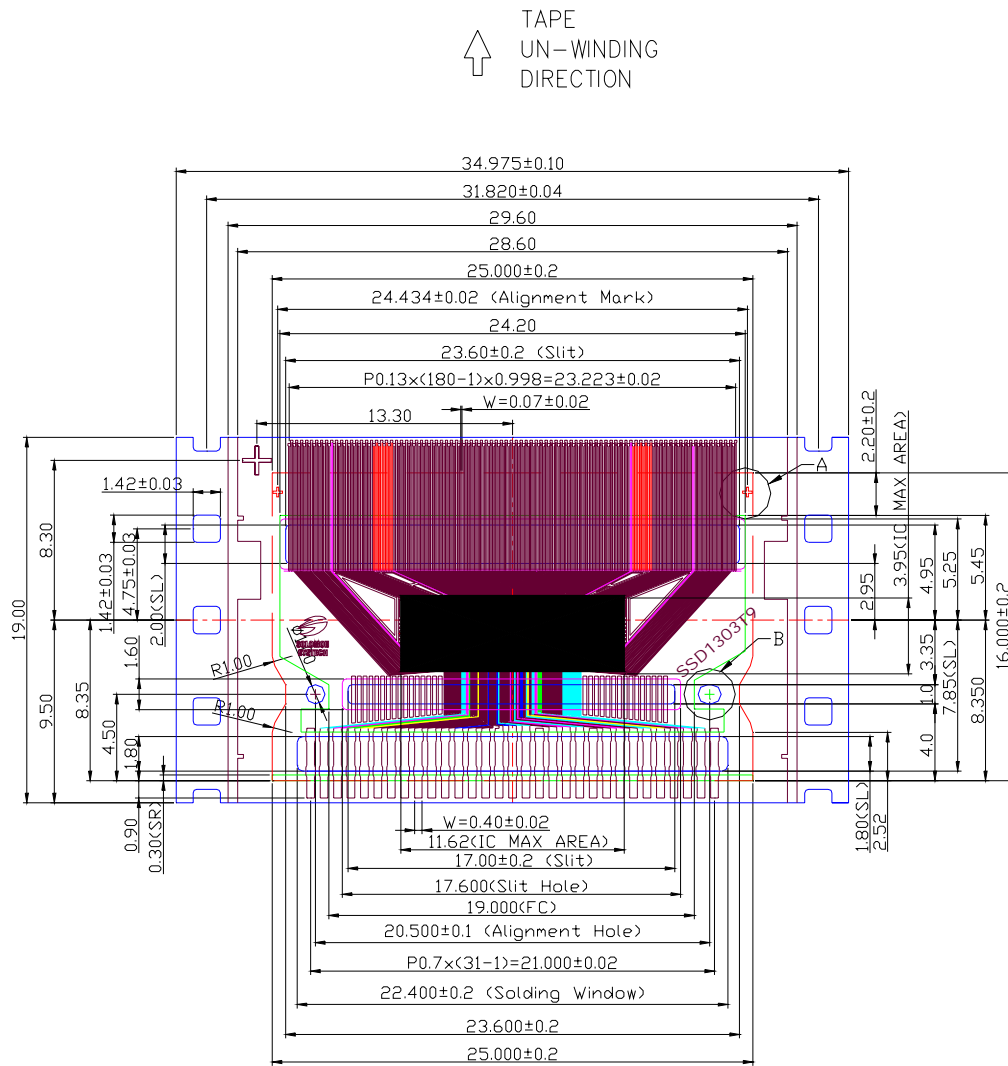 TAPE
UN-WINDING
DIRECTION
34.975±0.10
31.820±0.04
29.60
28.60
25.000±0.2
24.434±0.02 (Alignment Mark)
24.20
23.60±0.2 (Slit)
P0.13x(180-1)x0.998=23.223±0.02
W=0.07±0.02
13.30
2.20±0.2
3.95(IC MAX AREA)
A
1.42±0.03
8.30
19.00
1.42±0.03
4.75±0.03
2.00(SL)
2.95
4.95
5.25
5.45
16.000±0.2
SSD1303T9
B
R1.00
R1.00
1.60
9.50
8.35
4.50
1.80
3.35
1.0
7.85(SL)
8.350
4.0
0.90
0.30(SR)
1.80(SL)
2.52
W=0.40±0.02
11.62(IC MAX AREA)
17.00±0.2 (Slit)
17.600(Slit Hole)
19.000(FC)
20.500±0.1 (Alignment Hole)
P0.7x(31-1)=21.000±0.02
22.400±0.2 (Solding Window)
23.600±0.2
25.000±0.2